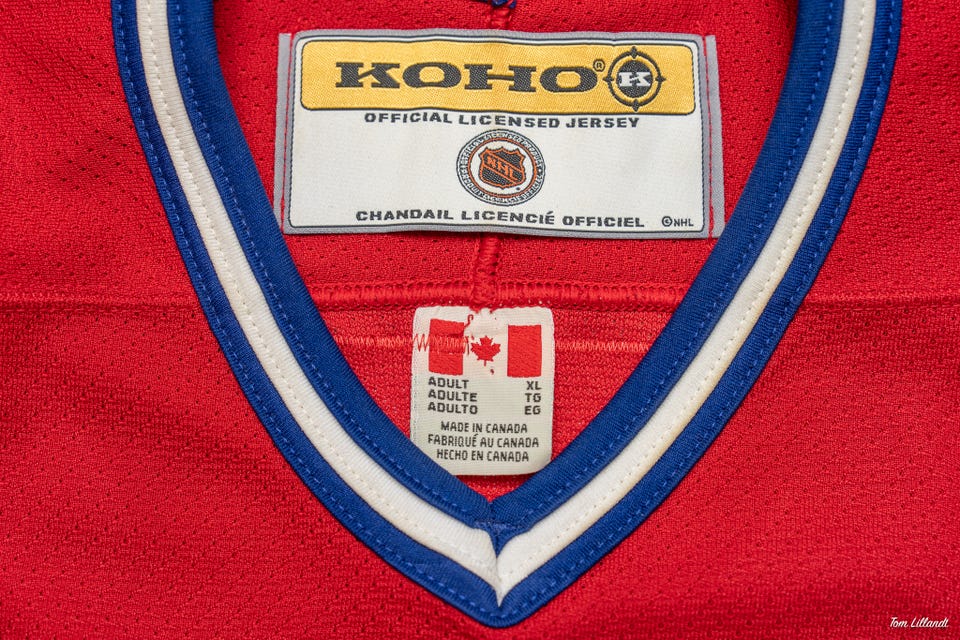 KOHO® K
OFFICIAL LICENSED JERSEY
NHL
CHANDAIL LICENCIÉ OFFICIEL ©NHL
ADULT XL
ADULTE TG
ADULTO EG
MADE IN CANADA
FABRIQUÉ AU CANADA
HECHO EN CANADA
Tom Lillandt